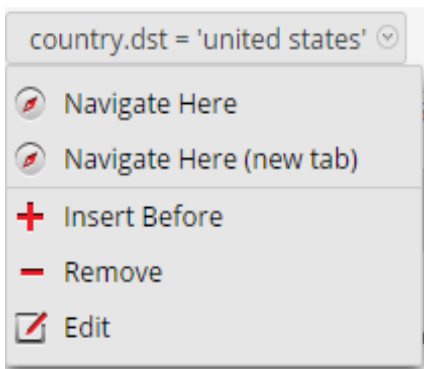 country.dst = 'united states'
Navigate Here
Navigate Here (new tab)
Insert Before
Remove
Edit